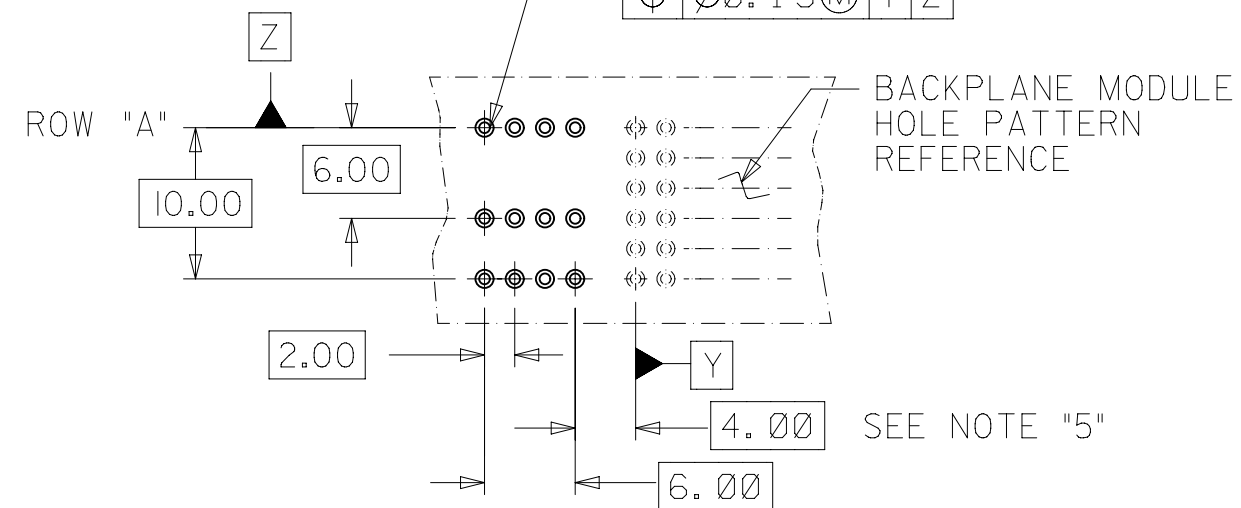 Z
ROW "A"
BACKPLANE MODULE
HOLE PATTERN
REFERENCE
6.00
10.00
2.00
Y
4.00 SEE NOTE "5"
6.00